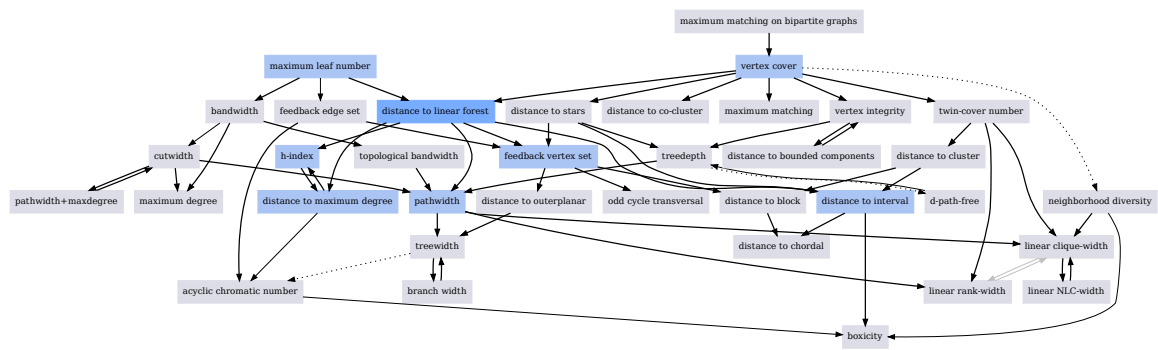 maximum matching on bipartite graphs
maximum leaf number
vertex cover
bandwidth
feedback edge set
distance to linear forest
distance to stars
distance to co-cluster
maximum matching
vertex integrity
twin-cover number
cutwidth
h-index
topological bandwidth
feedback vertex set
treedepth
distance to bounded components
distance to cluster
pathwidth+maxdegree
maximum degree
distance to maximum degree
pathwidth
distance to outerplanar
odd cycle transversal
distance to block
distance to interval
d-path-free
neighborhood diversity
treewidth
distance to chordal
linear clique-width
acyclic chromatic number
branch width
linear rank-width
linear NLC-width
boxicity